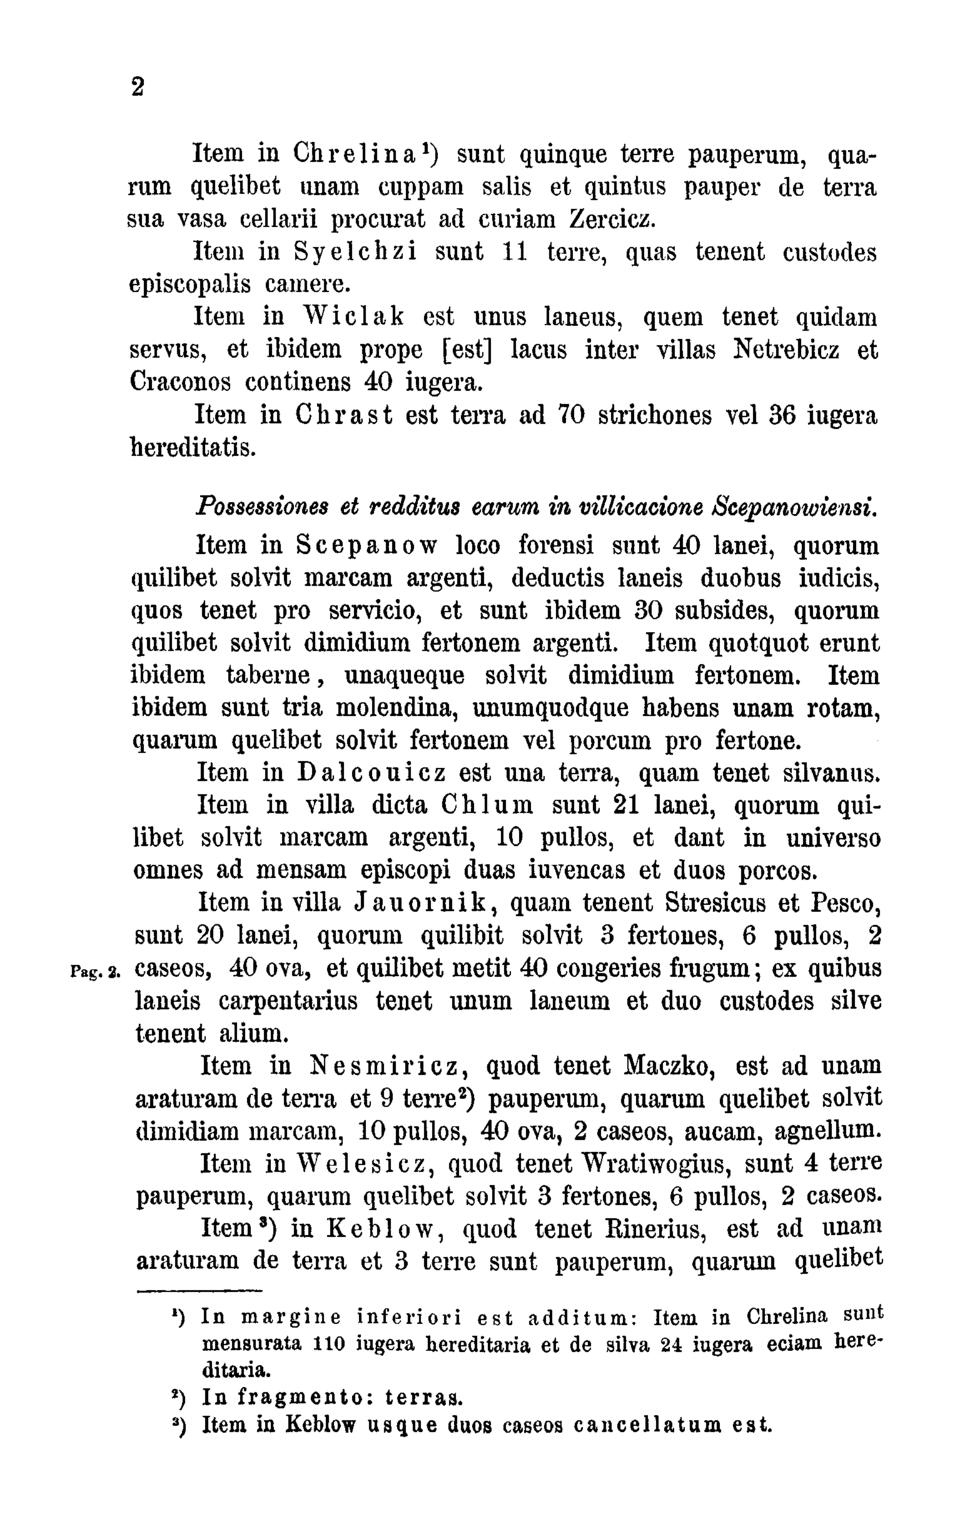 2
Item in Chrelina¹) sunt quinque terre pauperum, qua-
rum quelibet unam cuppam salis et quintus pauper de terra
sua vasa cellarii procurat ad curiam Zercicz.
Item in Syelchzi sunt 11 terre, quas tenent custodes
episcopalis camere.
Item in Wiclak est unus laneus, quem tenet quidam
servus, et ibidem prope [est] lacus inter villas Netrebicz et
Craconos continens 40 iugera.
Item in Chrast est terra ad 70 strichones vel 36 iugera
hereditatis.
Possessiones et redditus earum in villicacione Scepanowiensi.
Item in Scepanow loco forensi sunt 40 lanei, quorum
quilibet solvit marcam argenti, deductis laneis duobus iudicis,
quos tenet pro servicio, et sunt ibidem 30 subsides, quorum
quilibet solvit dimidium fertonem argenti. Item quotquot erunt
ibidem taberne, unaqueque solvit dimidium fertonem. Item
ibidem sunt tria molendina, unumquodque habens unam rotam,
quarum quelibet solvit fertonem vel porcum pro fertone.
Item in Dalcouicz est una terra, quam tenet silvanus.
Item in villa dicta Chlum sunt 21 lanei, quorum qui-
libet solvit marcam argenti, 10 pullos, et dant in universo
omnes ad mensam episcopi duas iuvencas et duos porcos.
Item in villa Jauornik, quam tenent Stresicus et Pesco,
sunt 20 lanei, quorum quilibit solvit 3 fertones, 6 pullos, 2
Pag. 2. caseos, 40 ova, et quilibet metit 40 congeries frugum; ex quibus
laneis carpentarius tenet unum laneum et duo custodes silve
tenent alium.
Item in Nesmiricz, quod tenet Maczko, est ad unam
araturam de terra et 9 terre²) pauperum, quarum quelibet solvit
dimidiam marcam, 10 pullos, 40 ova, 2 caseos, aucam, agnellum.
Item in Welesicz, quod tenet Wratiwogius, sunt 4 terre
pauperum, quarum quelibet solvit 3 fertones, 6 pullos, 2 caseos.
Item³) in Keblow, quod tenet Rinerius, est ad unam
araturam de terra et 3 terre sunt pauperum, quarum quelibet
¹) In margine inferiori est additum: Item in Chrelina sunt
mensurata 110 iugera hereditaria et de silva 24 iugera eciam here-
ditaria.
²) In fragmento: terras.
³) Item in Keblow usque duos caseos cancellatum est.